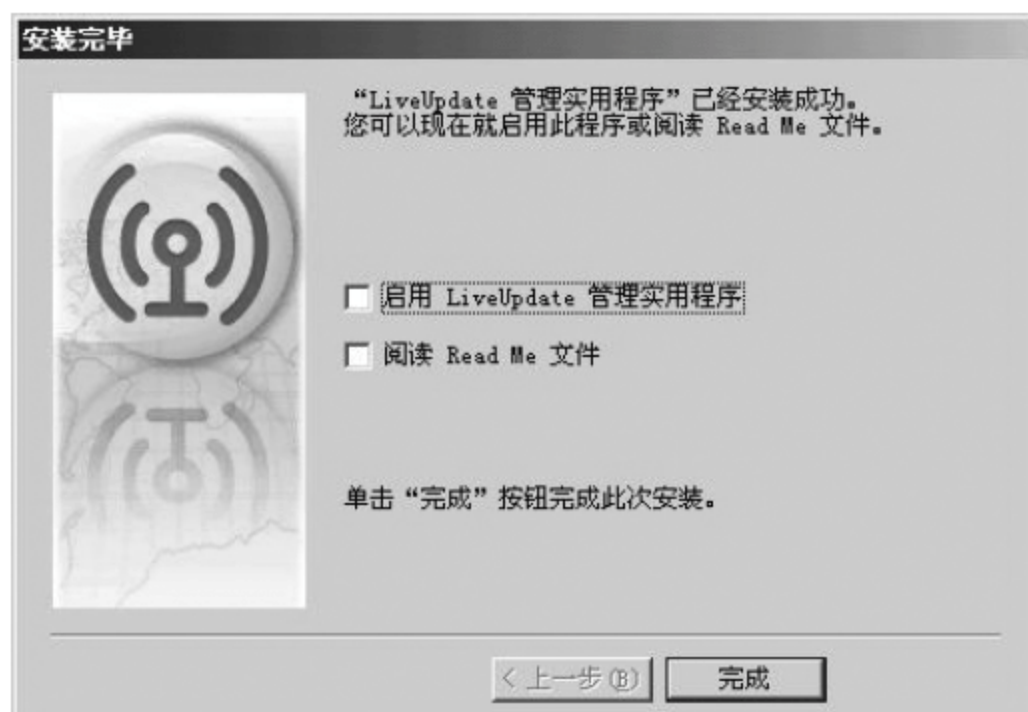 安装完毕
“LiveUpdate 管理实用程序”已经安装成功。
您可以现在就启用此程序或阅读 Read Me 文件。
启用 LiveUpdate 管理实用程序
阅读 Read Me 文件
单击“完成”按钮完成此次安装。
< 上一步(B)
完成